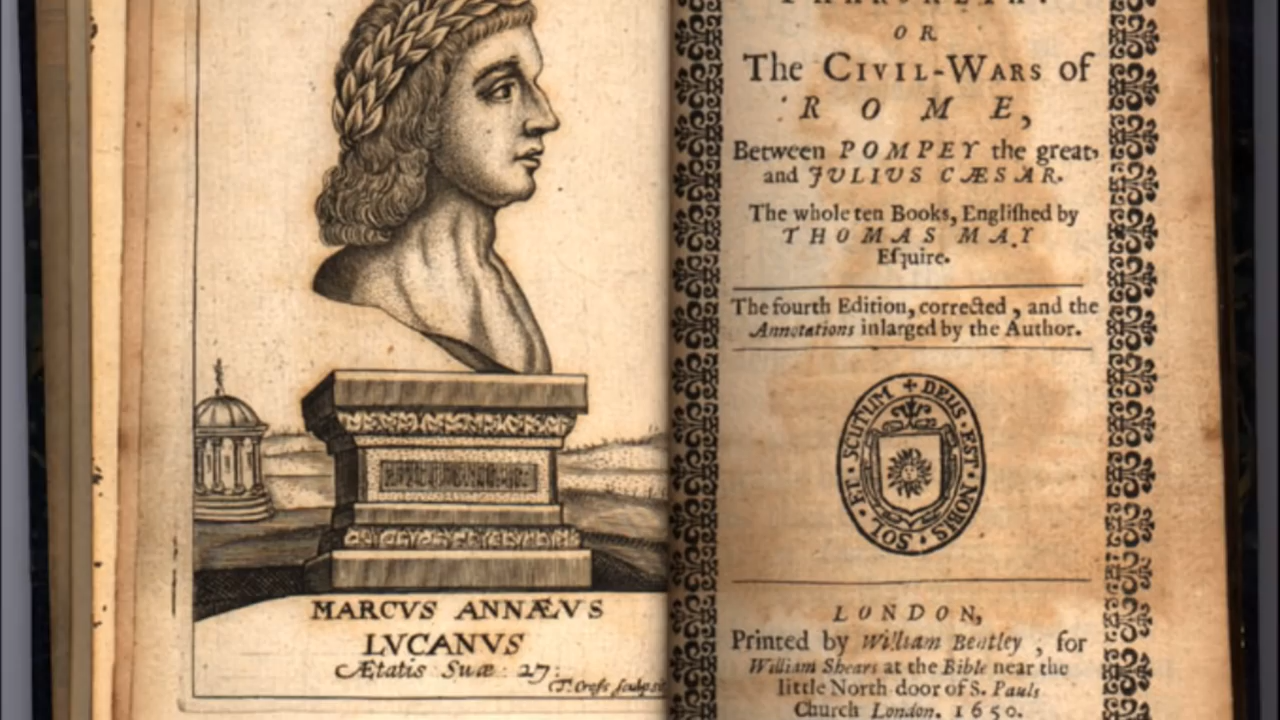 MARCVS ANNÆVS
LVCANVS
Ætatis Suæ 27:
T. Cross sculpsit
OR
The CIVIL-WARS of
ROME,
Between POMPEY the great,
and JULIUS CÆSAR.
The whole ten Books, Engliſhed by
THOMAS MAY
Eſquire.
The fourth Edition, corrected, and the
Annotations inlarged by the Author.
SOL · ET · SCUTUM + DEUS · EST · NOBIS ·
LONDON,
Printed by William Bentley, for
William Shears at the Bible near the
little North-door of S. Pauls
Church London. 1650.